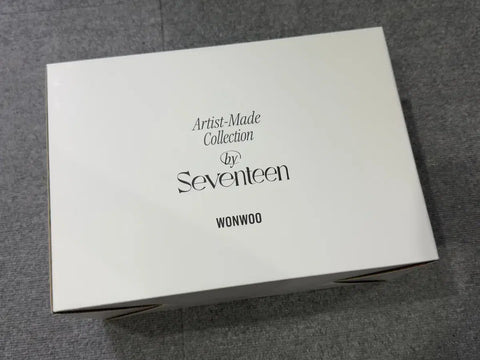 Artist-Made
Collection
by
Seventeen
WONWOO